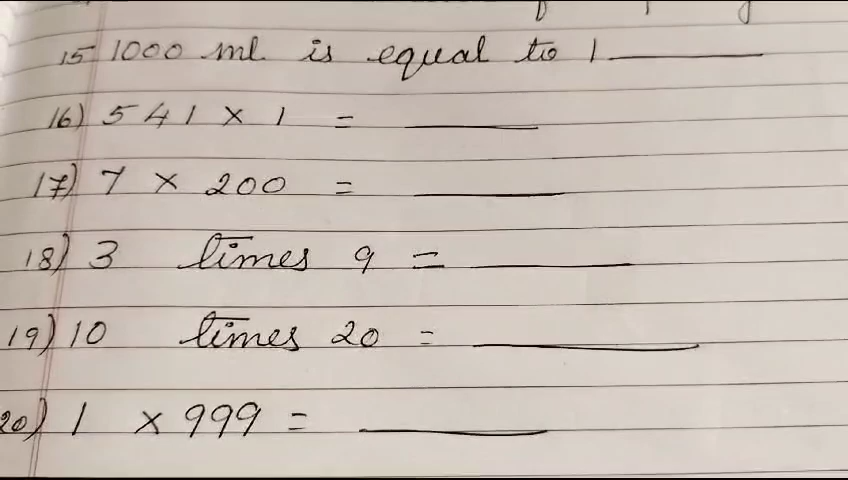 15 1000 ml is equal to 1 ______
16) 541 × 1 = ______
17) 7 × 200 = ______
18) 3 times 9 = ______
19) 10 times 20 = ______
20) 1 × 999 = ______